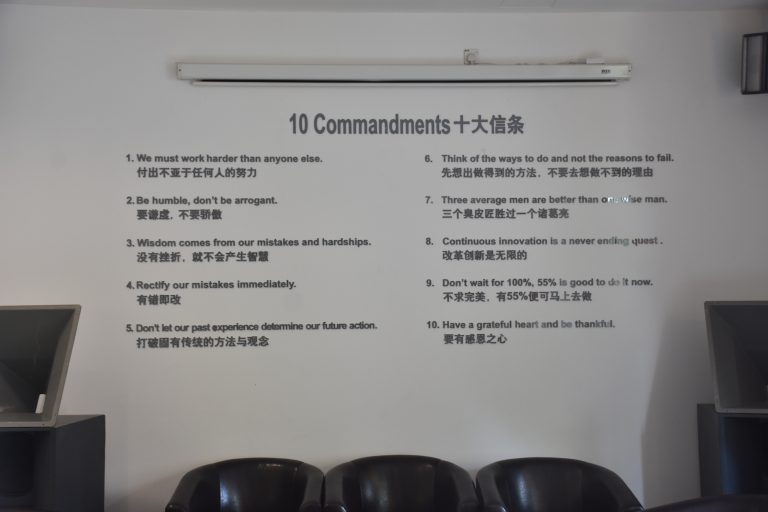 10 Commandments 十大信条
1. We must work harder than anyone else.
付出不亚于任何人的努力
2. Be humble, don't be arrogant.
要谦虚，不要骄傲
3. Wisdom comes from our mistakes and hardships.
没有挫折，就不会产生智慧
4. Rectify our mistakes immediately.
有错即改
5. Don't let our past experience determine our future action.
打破固有传统的方法与观念
6. Think of the ways to do and not the reasons to fail.
先想出做得到的方法，不要去想做不到的理由
7. Three average men are better than one wise man.
三个臭皮匠胜过一个诸葛亮
8. Continuous innovation is a never ending quest .
改革创新是无限的
9. Don't wait for 100%, 55% is good to do it now.
不求完美，有55%便可马上去做
10. Have a grateful heart and be thankful.
要有感恩之心